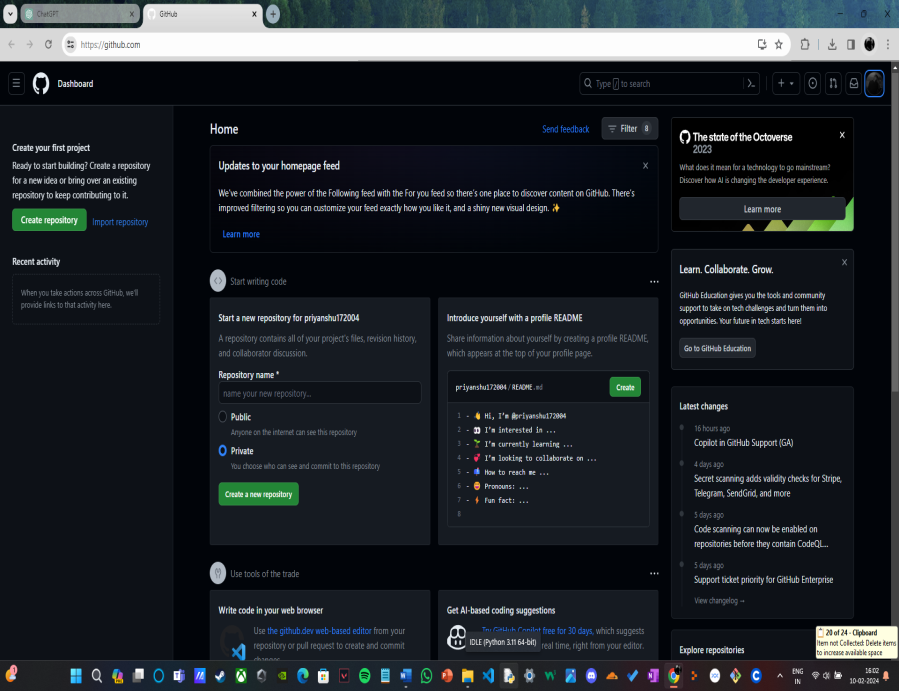 ChatGPT
GitHub
https://github.com
Dashboard
Type / to search
Create your first project
Ready to start building? Create a repository
for a new idea or bring over an existing
repository to keep contributing to it.
Create repository
Import repository
Recent activity
When you take actions across GitHub, we'll
provide links to that activity here.
Home
Send feedback
Filter 8
Updates to your homepage feed
We've combined the power of the Following feed with the For you feed so there's one place to discover content on GitHub. There's
improved filtering so you can customize your feed exactly how you like it, and a shiny new visual design. ✨
Learn more
Start writing code
Start a new repository for priyanshu172004
A repository contains all of your project's files, revision history,
and collaborator discussion.
Repository name *
name your new repository...
Public
Anyone on the internet can see this repository
Private
You choose who can see and commit to this repository
Create a new repository
Introduce yourself with a profile README
Share information about yourself by creating a profile README,
which appears at the top of your profile page.
priyanshu172004 / README.md
Create
1 - 👋 Hi, I'm @priyanshu172004
2 - 👀 I'm interested in ...
3 - 🌱 I'm currently learning ...
4 - 💞️ I'm looking to collaborate on ...
5 - 📫 How to reach me ...
6 - 😄 Pronouns: ...
7 - ⚡ Fun fact: ...
8
Use tools of the trade
Write code in your web browser
Use the github.dev web-based editor from your
repository or pull request to create and commit
changes.
Get AI-based coding suggestions
Try GitHub Copilot free for 30 days, which suggests
real time, right from your editor.
IDLE (Python 3.11 64-bit)
The state of the Octoverse
2023
What does it mean for a technology to go mainstream?
Discover how AI is changing the developer experience.
Learn more
Learn. Collaborate. Grow.
GitHub Education gives you the tools and community
support to take on tech challenges and turn them into
opportunities. Your future in tech starts here!
Go to GitHub Education
Latest changes
16 hours ago
Copilot in GitHub Support (GA)
4 days ago
Secret scanning adds validity checks for Stripe,
Telegram, SendGrid, and more
5 days ago
Code scanning can now be enabled on
repositories before they contain CodeQL...
5 days ago
Support ticket priority for GitHub Enterprise
View changelog →
Explore repositories
20 of 24 - Clipboard
Item not Collected: Delete items
to increase available space
ENG
IN
16:02
10-02-2024